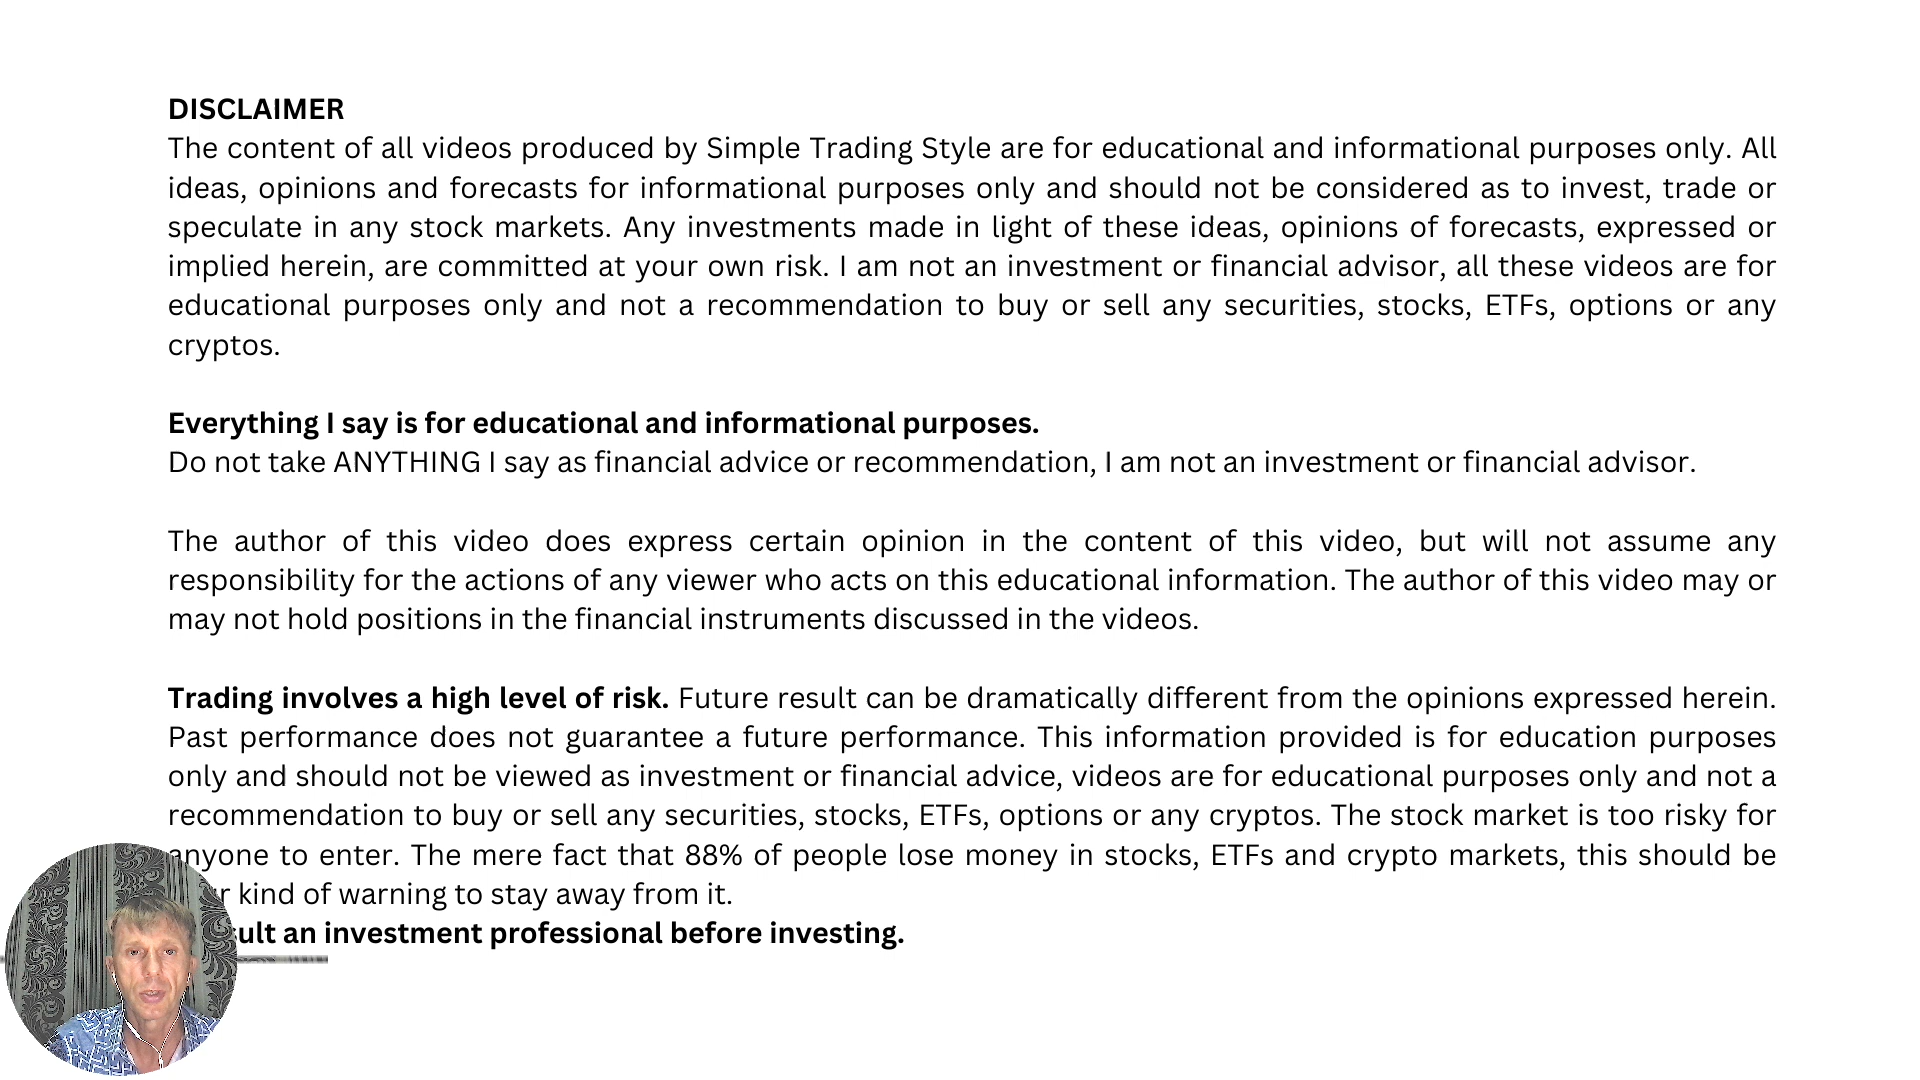 DISCLAIMER
The content of all videos produced by Simple Trading Style are for educational and informational purposes only. All
ideas, opinions and forecasts for informational purposes only and should not be considered as to invest, trade or
speculate in any stock markets. Any investments made in light of these ideas, opinions of forecasts, expressed or
implied herein, are committed at your own risk. I am not an investment or financial advisor, all these videos are for
educational purposes only and not a recommendation to buy or sell any securities, stocks, ETFs, options or any
cryptos.
Everything I say is for educational and informational purposes.
Do not take ANYTHING I say as financial advice or recommendation, I am not an investment or financial advisor.
The author of this video does express certain opinion in the content of this video, but will not assume any
responsibility for the actions of any viewer who acts on this educational information. The author of this video may or
may not hold positions in the financial instruments discussed in the videos.
Trading involves a high level of risk. Future result can be dramatically different from the opinions expressed herein.
Past performance does not guarantee a future performance. This information provided is for education purposes
only and should not be viewed as investment or financial advice, videos are for educational purposes only and not a
recommendation to buy or sell any securities, stocks, ETFs, options or any cryptos. The stock market is too risky for
anyone to enter. The mere fact that 88% of people lose money in stocks, ETFs and crypto markets, this should be
kind of warning to stay away from it.
an investment professional before investing.